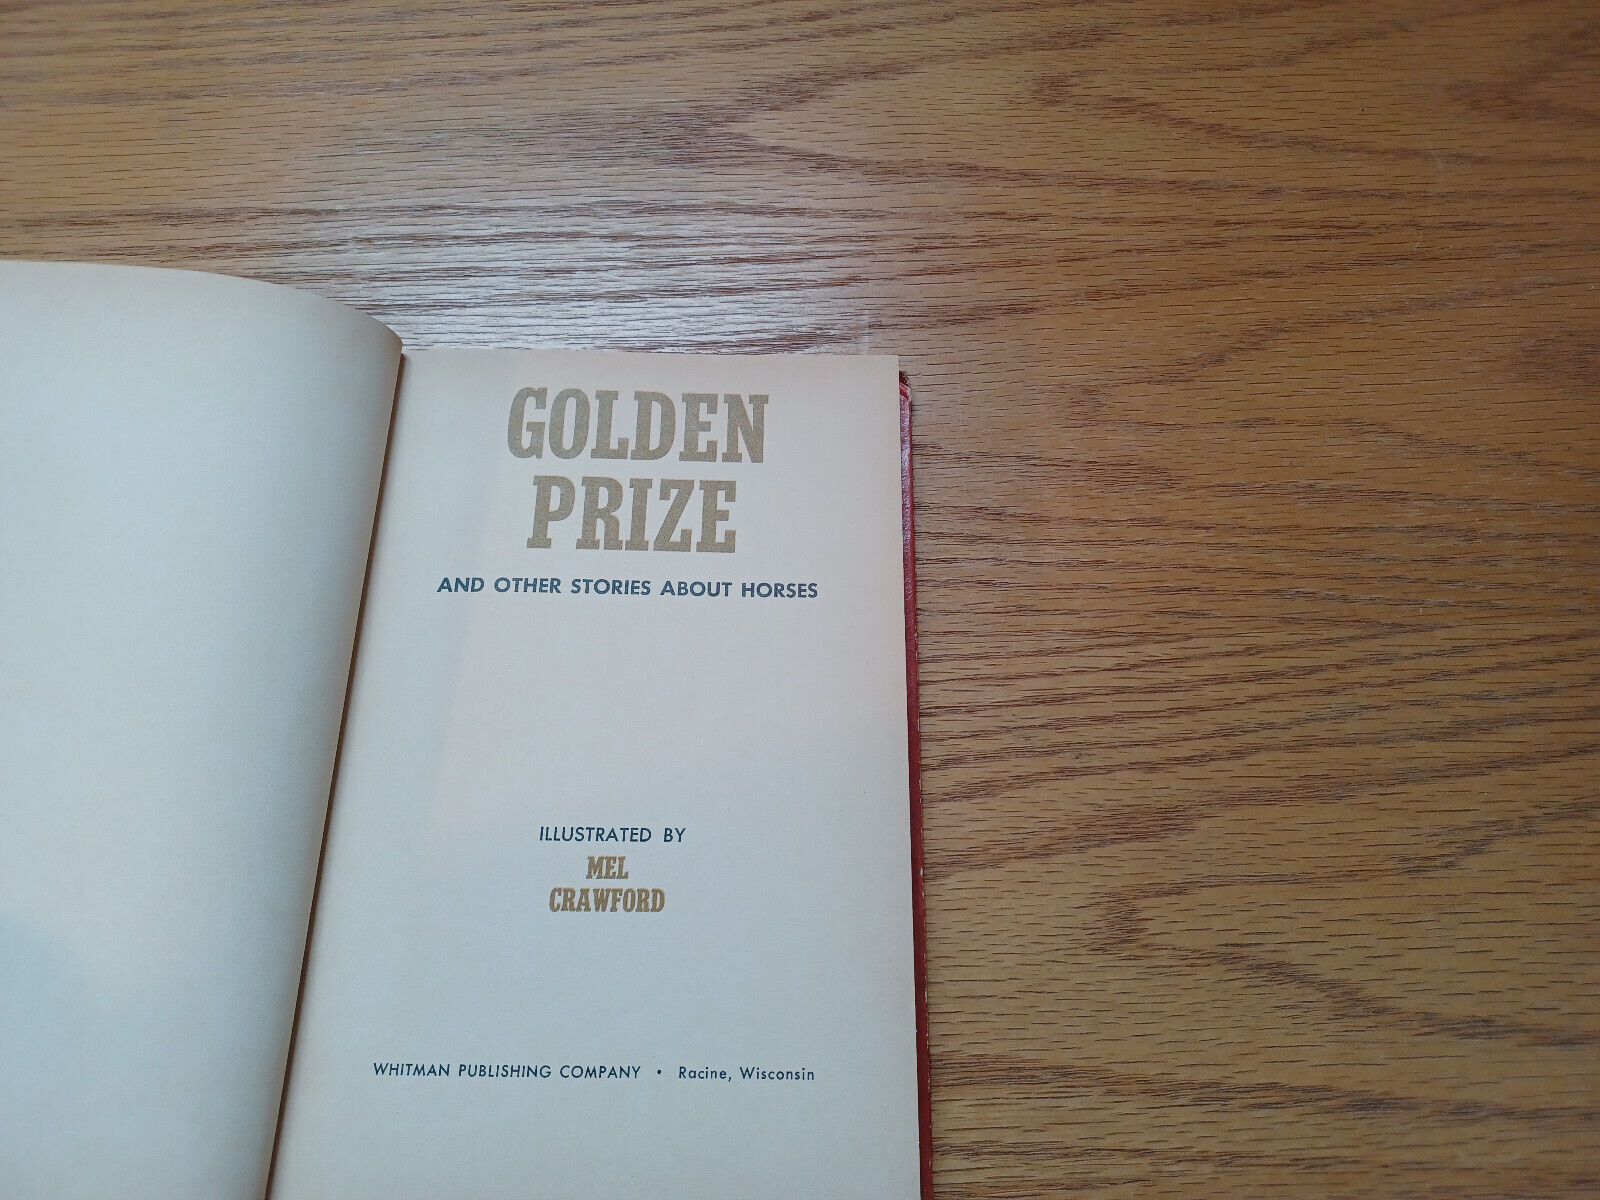 GOLDEN
PRIZE
AND OTHER STORIES ABOUT HORSES
ILLUSTRATED BY
MEL
CRAWFORD
WHITMAN PUBLISHING COMPANY • Racine, Wisconsin